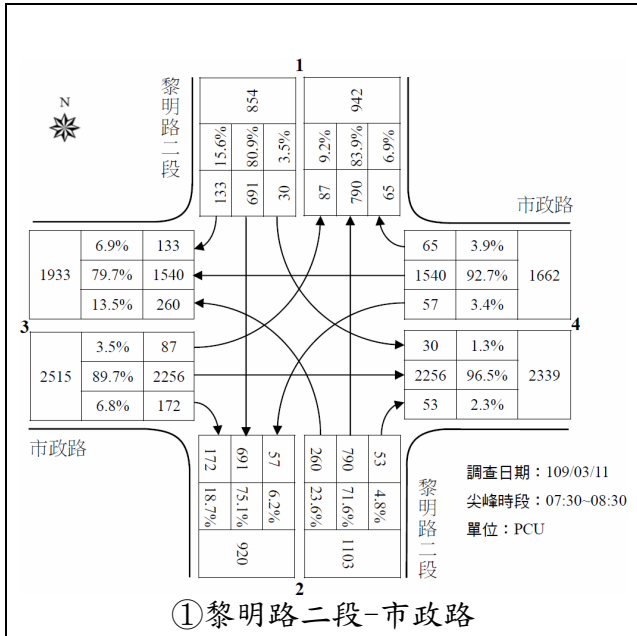 1
黎明路二段
N
854
942
15.6% 80.9% 3.5%
9.2% 83.9% 6.9%
133 691 30
87 790 65
市政路
6.9% 133
1933 79.7% 1540
13.5% 260
65 3.9%
1540 92.7% 1662
57 3.4%
3
4
3.5% 87
2515 89.7% 2256
6.8% 172
30 1.3%
2256 96.5% 2339
53 2.3%
市政路
172 691 57
260 790 53
18.7% 75.1% 6.2%
23.6% 71.6% 4.8%
920
1103
黎明路二段
調查日期：109/03/11
尖峰時段：07:30~08:30
單位：PCU
2
①黎明路二段-市政路